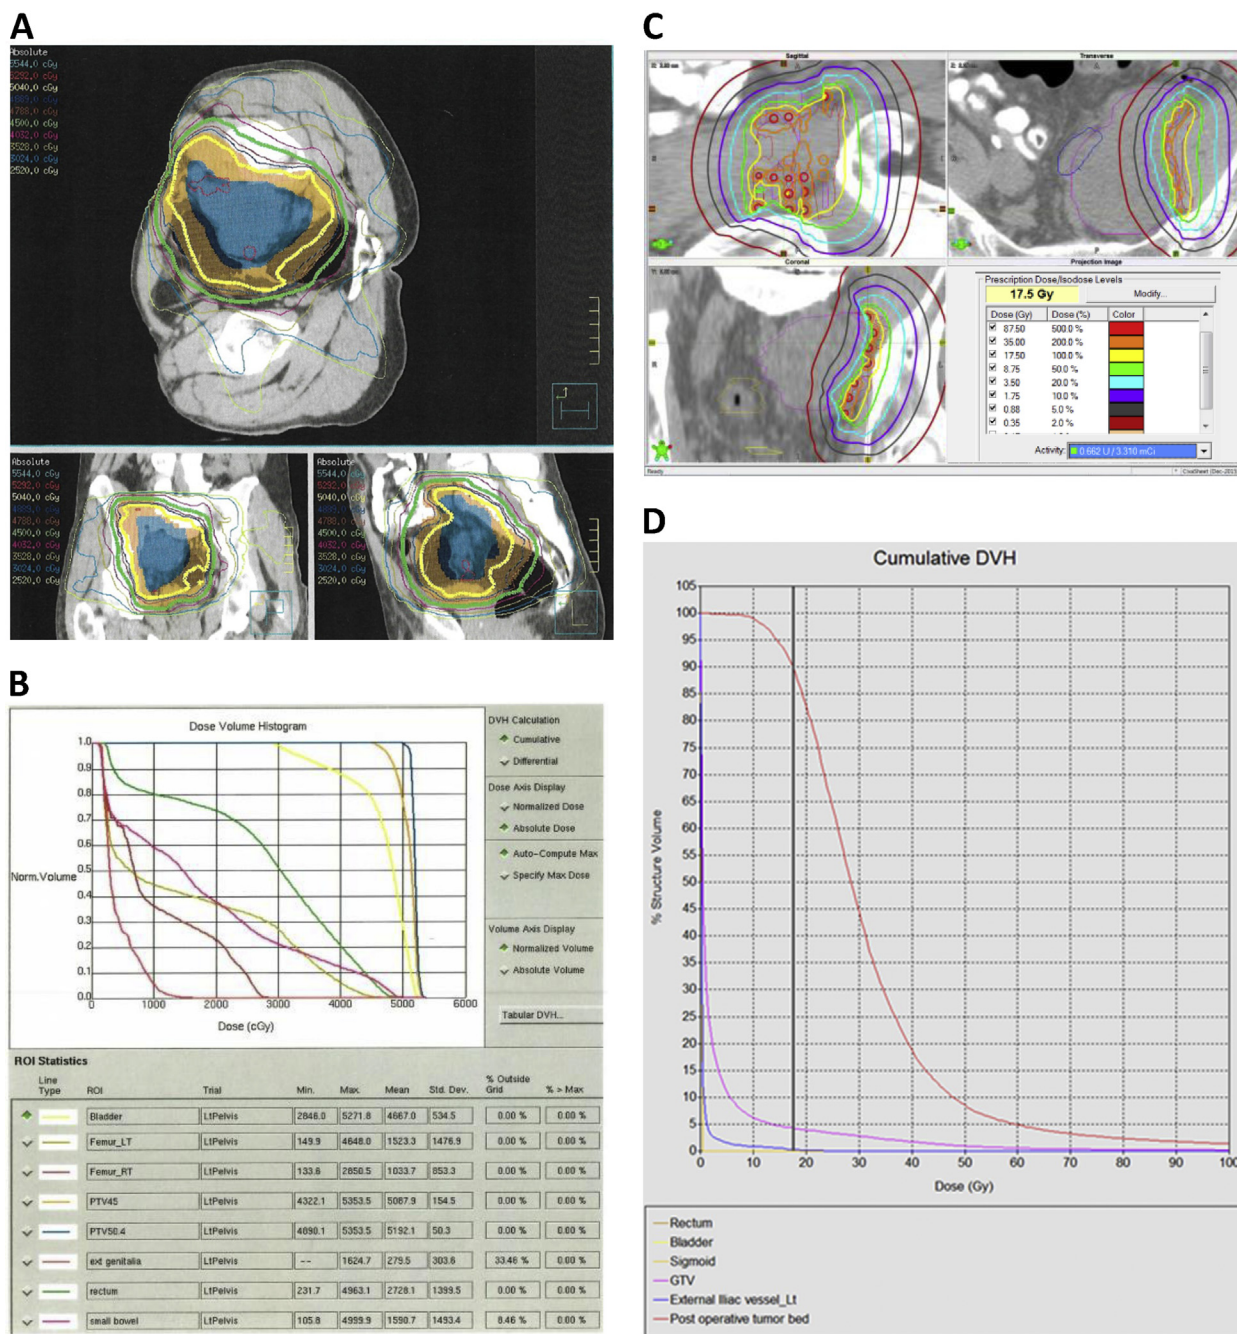 A
Absolute
5544.0 cGy
5292.0 cGy
5040.0 cGy
4788.0 cGy
4500.0 cGy
4032.0 cGy
3528.0 cGy
3024.0 cGy
2520.0 cGy
Absolute
5544.0 cGy
5292.0 cGy
5040.0 cGy
4788.0 cGy
4500.0 cGy
4032.0 cGy
3528.0 cGy
3024.0 cGy
2520.0 cGy
Absolute
5544.0 cGy
5292.0 cGy
5040.0 cGy
4788.0 cGy
4500.0 cGy
4032.0 cGy
3528.0 cGy
3024.0 cGy
2520.0 cGy
B
Dose Volume Histogram
1.0
0.9
0.8
0.7
0.6
Norm.Volume
0.5
0.4
0.3
0.2
0.1
0.0
0 1000 2000 3000 4000 5000 6000
Dose (cGy)
DVH Calculation
Cumulative
Differential
Dose Axis Display
Normalized Dose
Absolute Dose
Auto-Compute Max
Specify Max Dose
Volume Axis Display
Normalized Volume
Absolute Volume
Tabular DVH...
ROI Statistics
Line Type ROI Trial Min. Max. Mean Std. Dev. % Outside Grid % > Max
Bladder LtPelvis 2846.0 5271.8 4667.0 534.5 0.00 % 0.00 %
Femur_LT LtPelvis 149.9 4648.0 1523.3 1476.9 0.00 % 0.00 %
Femur_RT LtPelvis 133.6 2850.5 1033.7 853.3 0.00 % 0.00 %
PTV45 LtPelvis 4322.1 5353.5 5087.9 154.5 0.00 % 0.00 %
PTV50.4 LtPelvis 4890.1 5353.5 5192.1 50.3 0.00 % 0.00 %
ext genitalia LtPelvis -- 1624.7 279.5 303.6 33.46 % 0.00 %
rectum LtPelvis 231.7 4963.1 2728.1 1399.5 0.00 % 0.00 %
small bowel LtPelvis 105.8 4999.9 1590.7 1493.4 8.46 % 0.00 %
C
Sagittal
Transverse
Coronal
Projection Image
Prescription Dose/Isodose Levels
17.5 Gy Modify...
Dose (Gy) Dose (%) Color
87.50 500.0 %
35.00 200.0 %
17.50 100.0 %
8.75 50.0 %
3.50 20.0 %
1.75 10.0 %
0.88 5.0 %
0.35 2.0 %
Activity: 0.662 U / 3.310 mCi
Ready
CivaSheet (Dec-2015
D
Cumulative DVH
105
100
95
90
85
80
75
70
65
60
55
50
45
40
35
30
25
20
15
10
5
0
% Structure Volume
0 10 20 30 40 50 60 70 80 90 100
Dose (Gy)
Rectum
Bladder
Sigmoid
GTV
External Iliac vessel_Lt
Post operative tumor bed